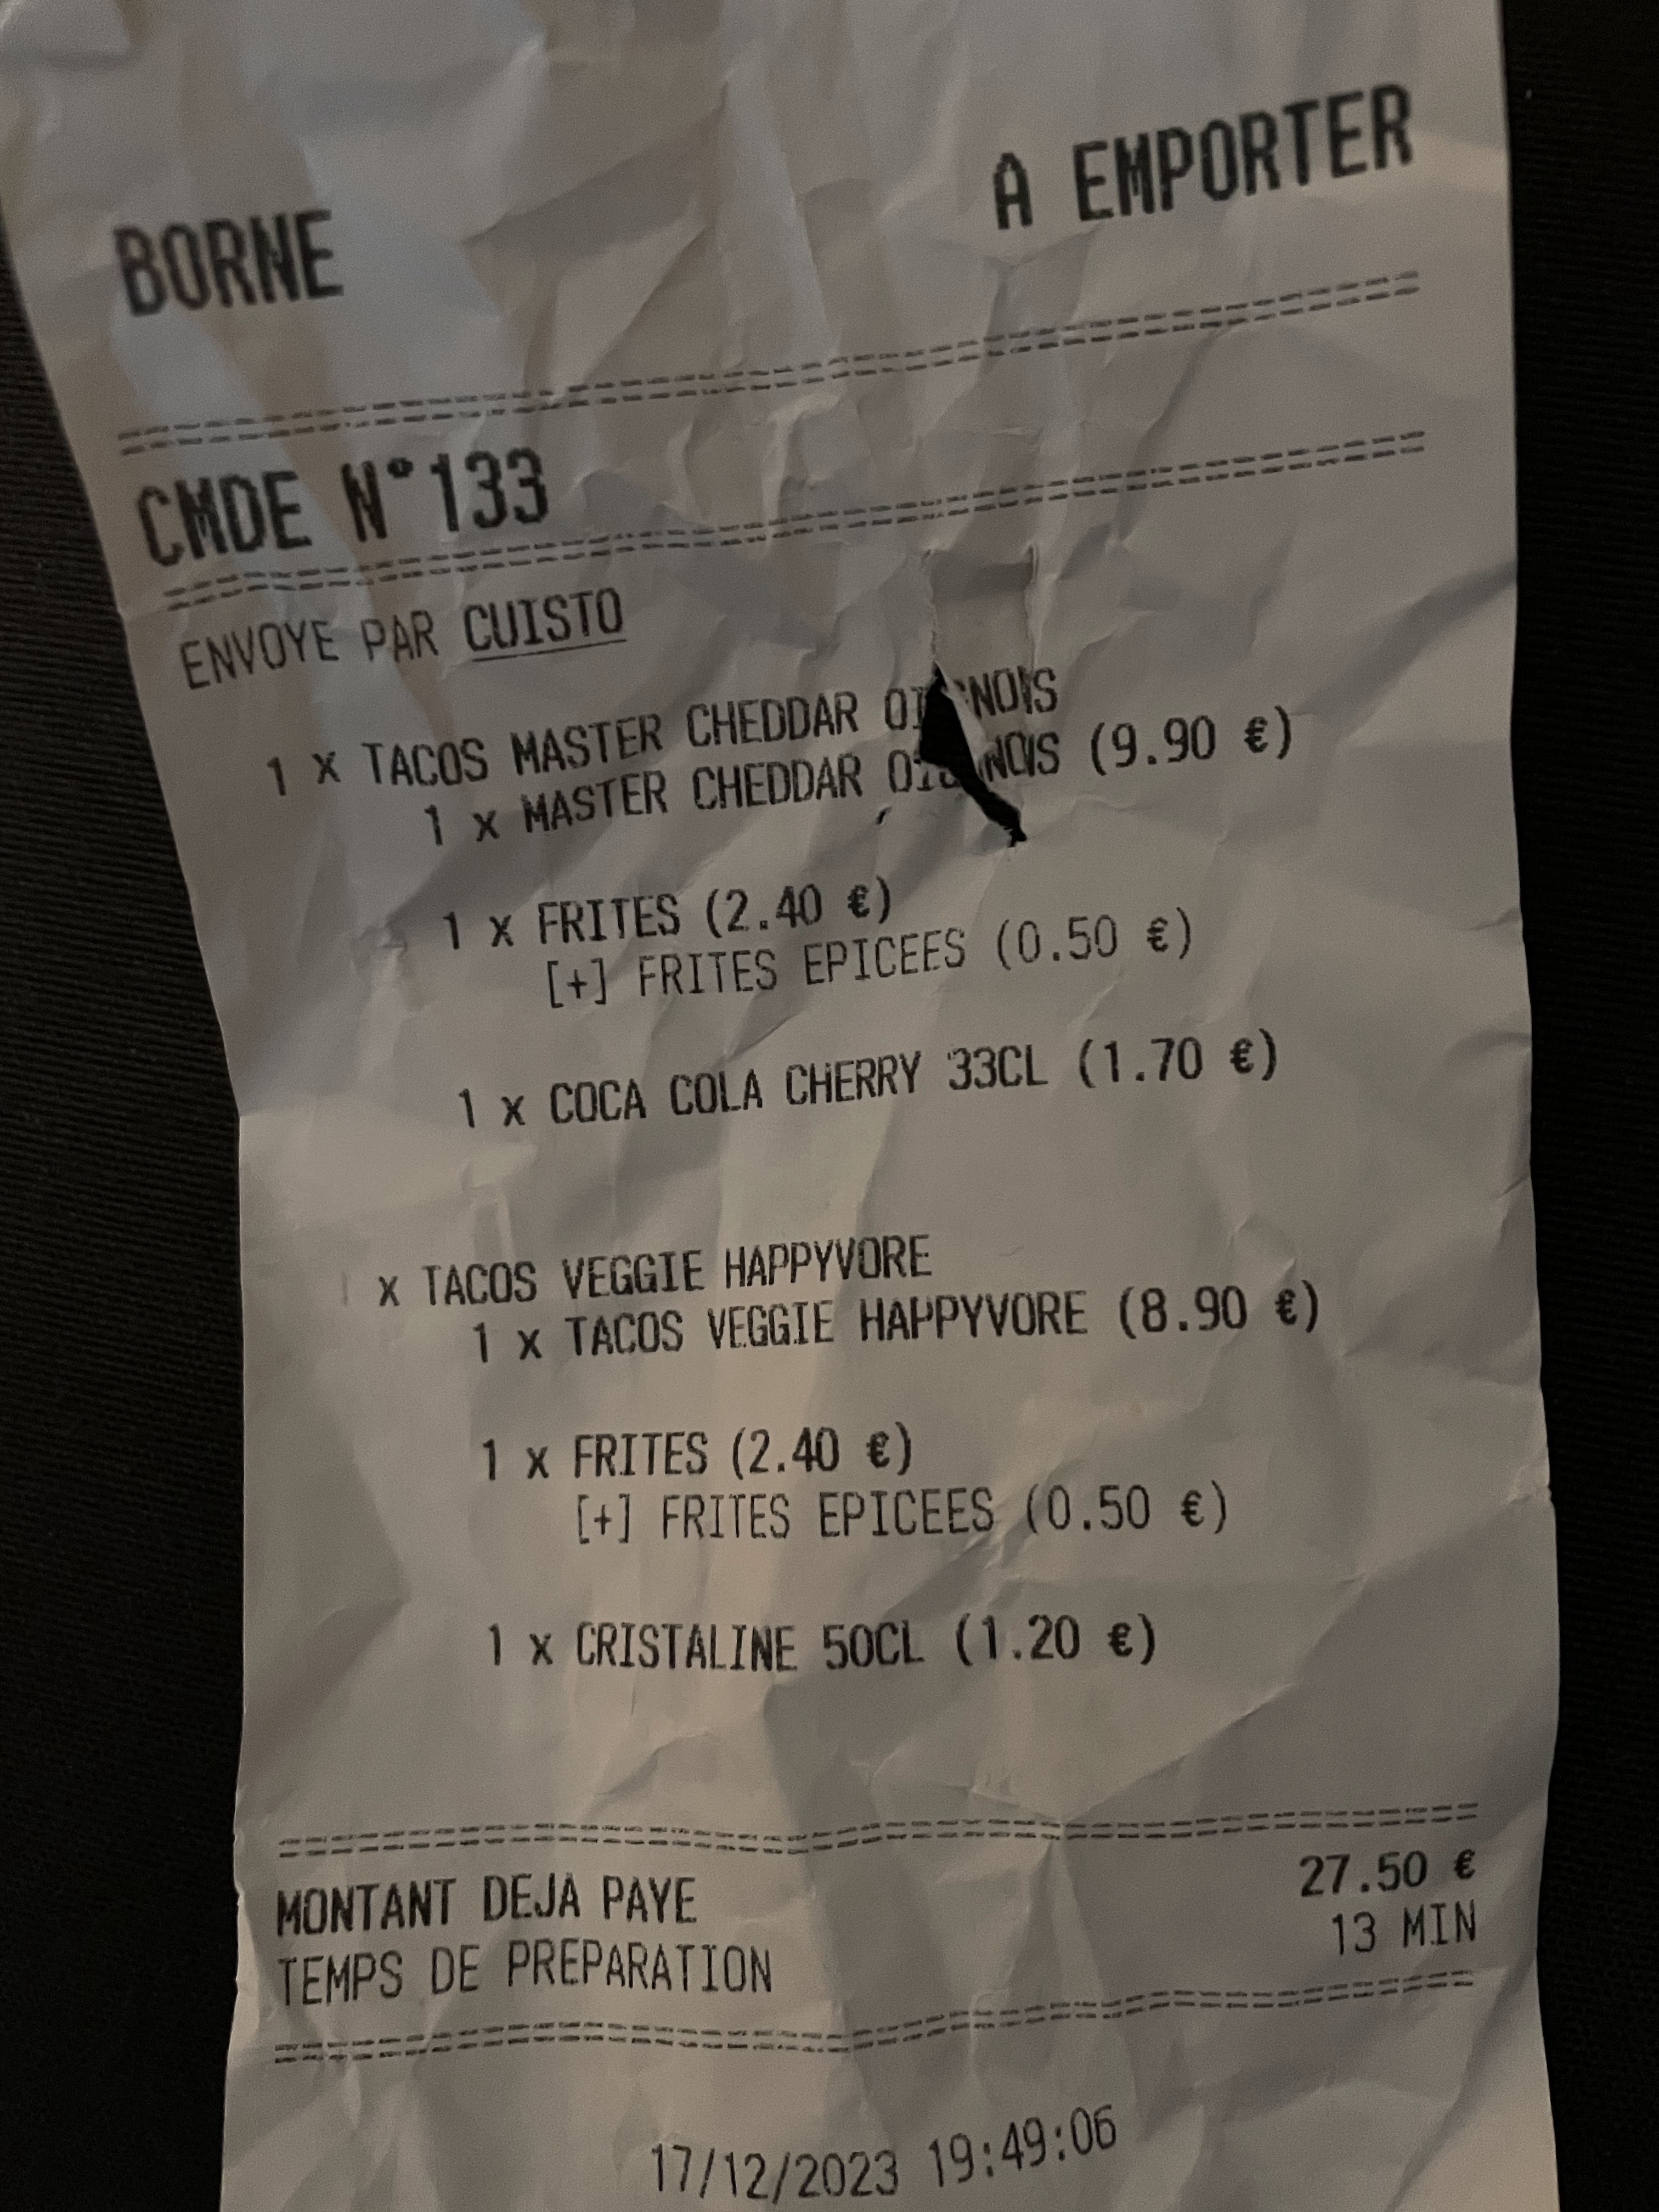 A EMPORTER
BORNE
CMDE N°133
ENVOYE PAR CUISTO
1 x TACOS MASTER CHEDDAR
1 x MASTER CHEDDAR (9.90 €)
1 x FRITES (2.40 €)
[+] FRITES EPICEES (0.50 €)
1 x COCA COLA CHERRY 33CL (1.70 €)
x TACOS VEGGIE HAPPYVORE
1 x TACOS VEGGIE HAPPYVORE (8.90 €)
1 x FRITES (2.40 €)
[+] FRITES EPICEES (0.50 €)
1 x CRISTALINE 50CL (1.20 €)
MONTANT DEJA PAYE 27.50 €
TEMPS DE PREPARATION 13 MIN
17/12/2023 19:49:06